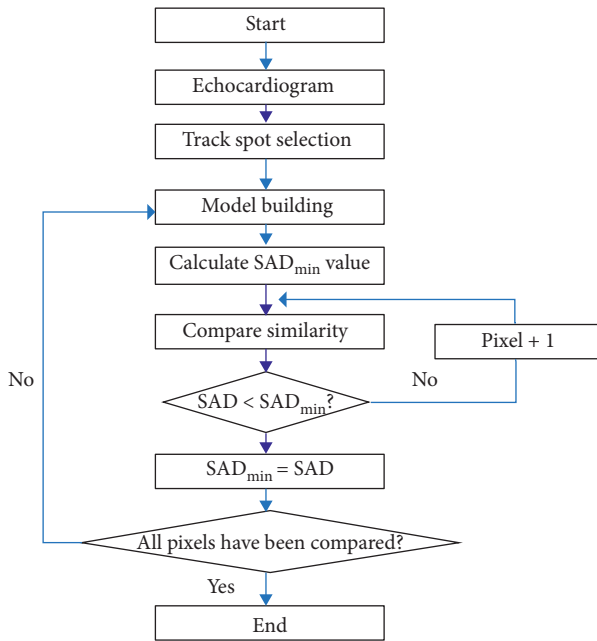 Start
Echocardiogram
Track spot selection
Model building
Calculate SADmin value
Compare similarity
Pixel + 1
No
No
SAD < SADmin?
SADmin = SAD
All pixels have been compared?
Yes
End